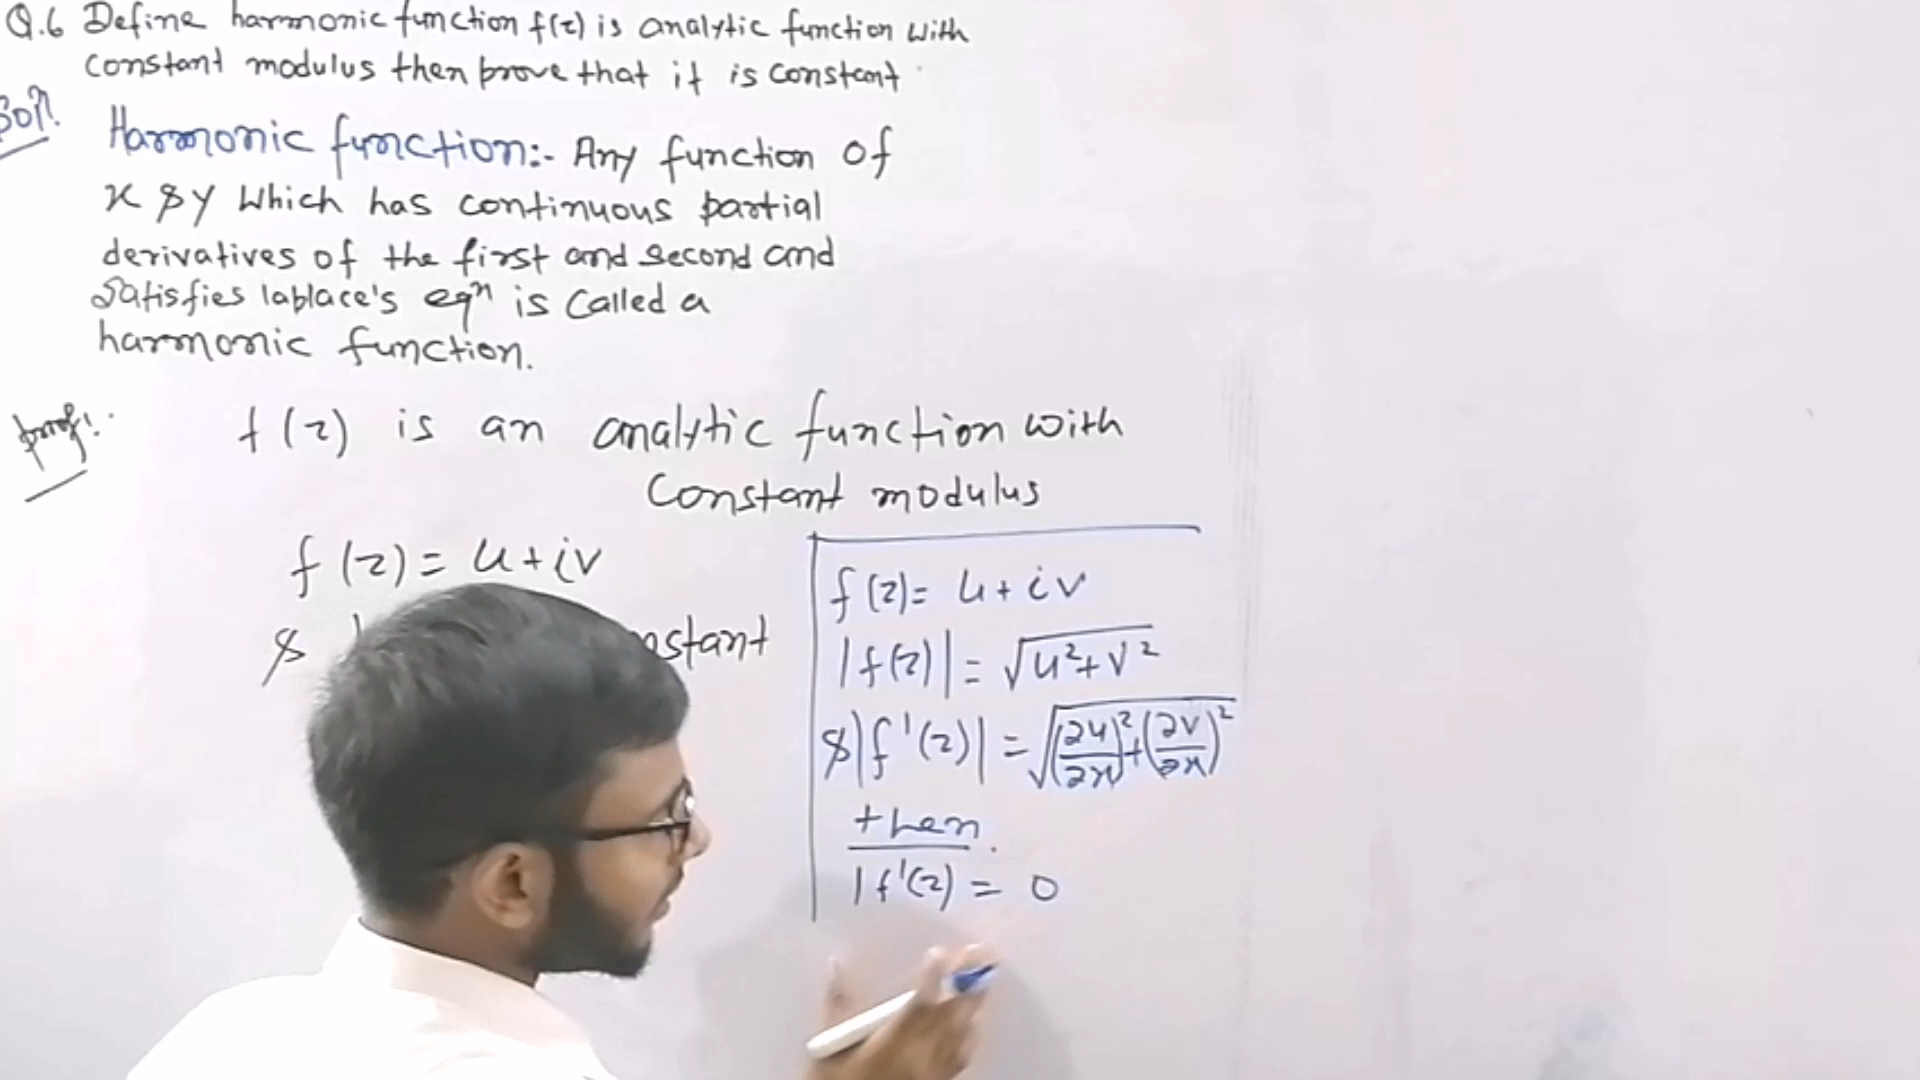 Q.6 Define harmonic function f(z) is analytic function with
constant modulus then prove that it is constant
Soln.
Harmonic function:- Any function of
x & y which has continuous partial
derivatives of the first and second and
Satisfies laplace's eqn is called a
harmonic function.
proof:
f(z) is an analytic function with
Constant modulus
f(z) = u+iv
&
f(z) = u+iv
|f(z)| = √u²+v²
&|f'(z)| = √(∂u/∂x)²+(∂v/∂x)²
then.
|f'(z) = 0